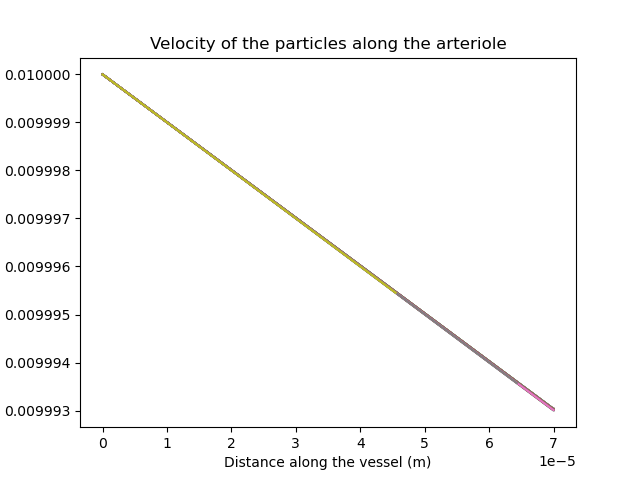 Velocity of the particles along the arteriole
0.010000
0.009999
0.009998
0.009997
0.009996
0.009995
0.009994
0.009993
0 1 2 3 4 5 6 7
1e−5
Distance along the vessel (m)